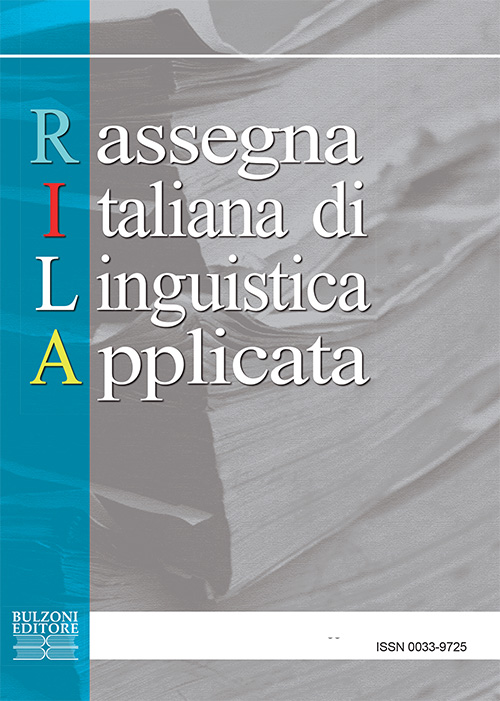 Rassegna
Italiana di
Linguistica
Applicata
BULZONI
EDITORE
ISSN 0033-9725